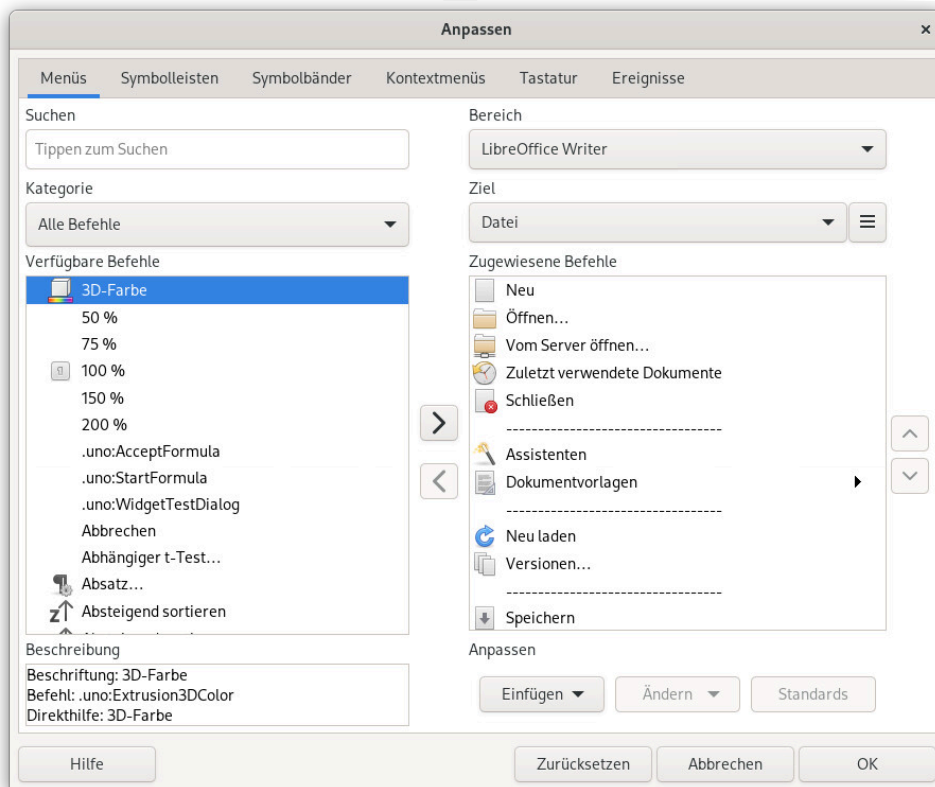 Anpassen
Menüs Symbolleisten Symbolbänder Kontextmenüs Tastatur Ereignisse
Suchen
Tippen zum Suchen
Kategorie
Alle Befehle
Verfügbare Befehle
3D-Farbe
50 %
75 %
100 %
150 %
200 %
.uno:AcceptFormula
.uno:StartFormula
.uno:WidgetTestDialog
Abbrechen
Abhängiger t-Test...
Absatz...
Absteigend sortieren
Beschreibung
Beschriftung: 3D-Farbe
Befehl: .uno:Extrusion3DColor
Direkthilfe: 3D-Farbe
Bereich
LibreOffice Writer
Ziel
Datei
Zugewiesene Befehle
Neu
Öffnen...
Vom Server öffnen...
Zuletzt verwendete Dokumente
Schließen
----------------------------------
Assistenten
Dokumentvorlagen
----------------------------------
Neu laden
Versionen...
----------------------------------
Speichern
Anpassen
Einfügen Ändern Standards
Hilfe Zurücksetzen Abbrechen OK